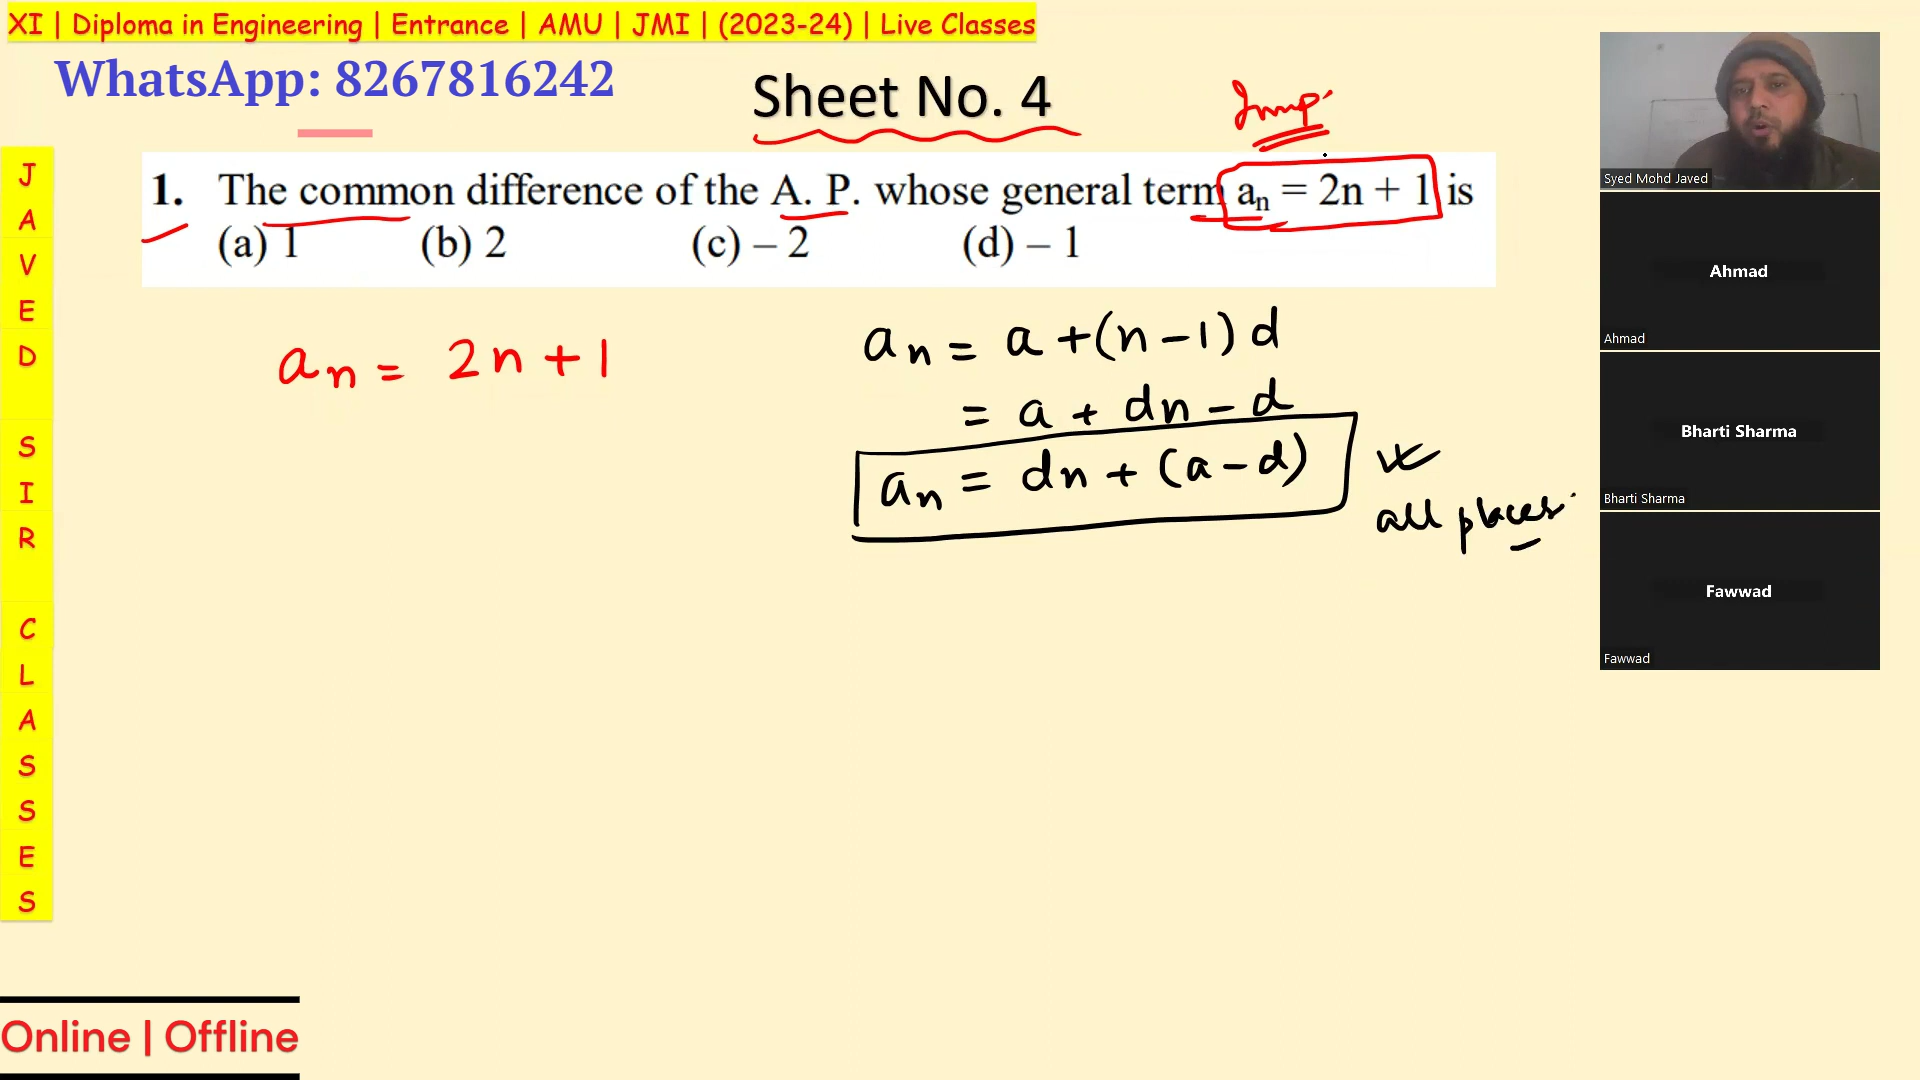 XI | Diploma in Engineering | Entrance | AMU | JMI | (2023-24) | Live Classes
WhatsApp: 8267816242
Sheet No. 4
Imp.
1. The common difference of the A. P. whose general term aₙ = 2n + 1 is
(a) 1 (b) 2 (c) – 2 (d) – 1
aₙ = 2n + 1
aₙ = a + (n – 1) d
= a + dn – d
aₙ = dn + (a – d)
all places
JAVED SIR CLASSES
Online | Offline
Syed Mohd Javed
Ahmad
Ahmad
Bharti Sharma
Bharti Sharma
Fawwad
Fawwad